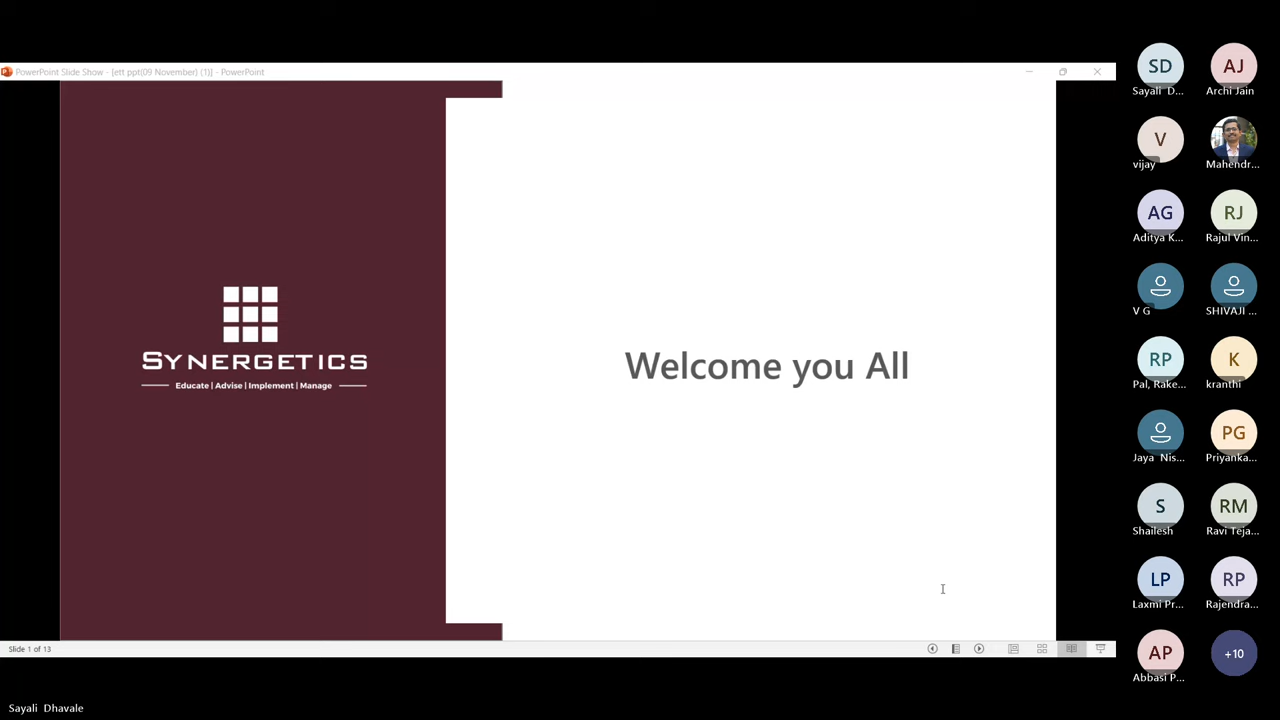 PowerPoint Slide Show - [ett ppt(09 November) (1)] - PowerPoint
SYNERGETICS
Educate | Advise | Implement | Manage
Welcome you All
Slide 1 of 13
SD
Sayali D...
AJ
Archi Jain
V
vijay
Mahendr...
AG
Aditya K...
RJ
Rajul Vin...
V G
SHIVAJI ...
RP
Pal, Rake...
K
kranthi
Jaya Nis...
PG
Priyanka...
S
Shailesh
RM
Ravi Teja...
LP
Laxmi Pr...
RP
Rajendra...
AP
Abbasi P...
+10
Sayali Dhavale